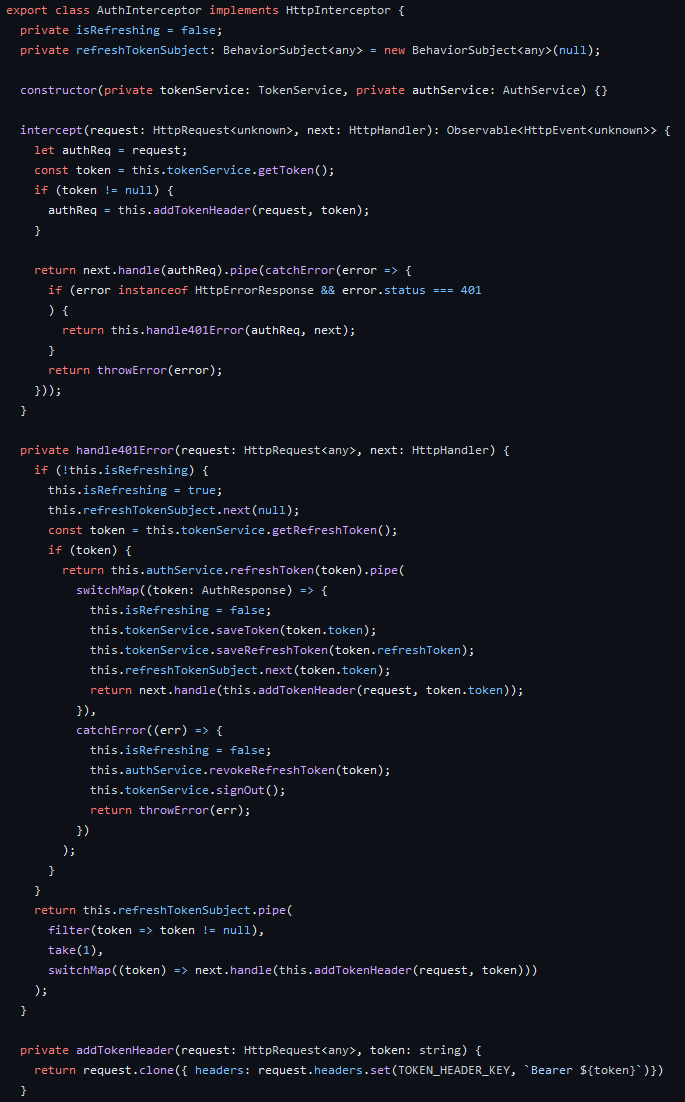 export class AuthInterceptor implements HttpInterceptor {
  private isRefreshing = false;
  private refreshTokenSubject: BehaviorSubject<any> = new BehaviorSubject<any>(null);

  constructor(private tokenService: TokenService, private authService: AuthService) {}

  intercept(request: HttpRequest<unknown>, next: HttpHandler): Observable<HttpEvent<unknown>> {
    let authReq = request;
    const token = this.tokenService.getToken();
    if (token != null) {
      authReq = this.addTokenHeader(request, token);
    }

    return next.handle(authReq).pipe(catchError(error => {
      if (error instanceof HttpErrorResponse && error.status === 401
      ) {
        return this.handle401Error(authReq, next);
      }
      return throwError(error);
    }));
  }

  private handle401Error(request: HttpRequest<any>, next: HttpHandler) {
    if (!this.isRefreshing) {
      this.isRefreshing = true;
      this.refreshTokenSubject.next(null);
      const token = this.tokenService.getRefreshToken();
      if (token) {
        return this.authService.refreshToken(token).pipe(
          switchMap((token: AuthResponse) => {
            this.isRefreshing = false;
            this.tokenService.saveToken(token.token);
            this.tokenService.saveRefreshToken(token.refreshToken);
            this.refreshTokenSubject.next(token.token);
            return next.handle(this.addTokenHeader(request, token.token));
          }),
          catchError((err) => {
            this.isRefreshing = false;
            this.authService.revokeRefreshToken(token);
            this.tokenService.signOut();
            return throwError(err);
          })
        );
      }
    }
    return this.refreshTokenSubject.pipe(
      filter(token => token != null),
      take(1),
      switchMap((token) => next.handle(this.addTokenHeader(request, token)))
    );
  }

  private addTokenHeader(request: HttpRequest<any>, token: string) {
    return request.clone({ headers: request.headers.set(TOKEN_HEADER_KEY, `Bearer ${token}`)})
  }